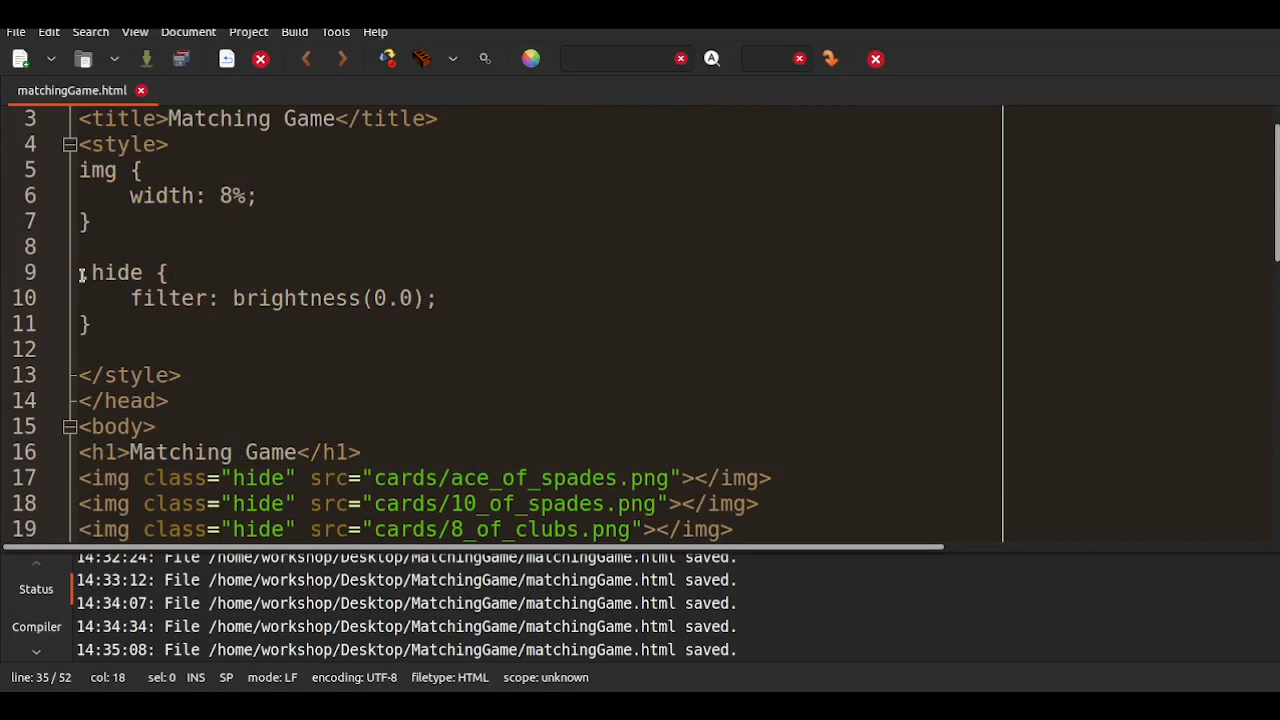 File Edit Search View Document Project Build Tools Help
matchingGame.html
3 <title>Matching Game</title>
4 <style>
5 img {
6 width: 8%;
7 }
8
9 .hide {
10 filter: brightness(0.0);
11 }
12
13 </style>
14 </head>
15 <body>
16 <h1>Matching Game</h1>
17 <img class="hide" src="cards/ace_of_spades.png"></img>
18 <img class="hide" src="cards/10_of_spades.png"></img>
19 <img class="hide" src="cards/8_of_clubs.png"></img>
14:32:24: File /home/workshop/Desktop/MatchingGame/matchingGame.html saved.
Status
14:33:12: File /home/workshop/Desktop/MatchingGame/matchingGame.html saved.
14:34:07: File /home/workshop/Desktop/MatchingGame/matchingGame.html saved.
Compiler
14:34:34: File /home/workshop/Desktop/MatchingGame/matchingGame.html saved.
14:35:08: File /home/workshop/Desktop/MatchingGame/matchingGame.html saved.
line: 35 / 52 col: 18 sel: 0 INS SP mode: LF encoding: UTF-8 filetype: HTML scope: unknown